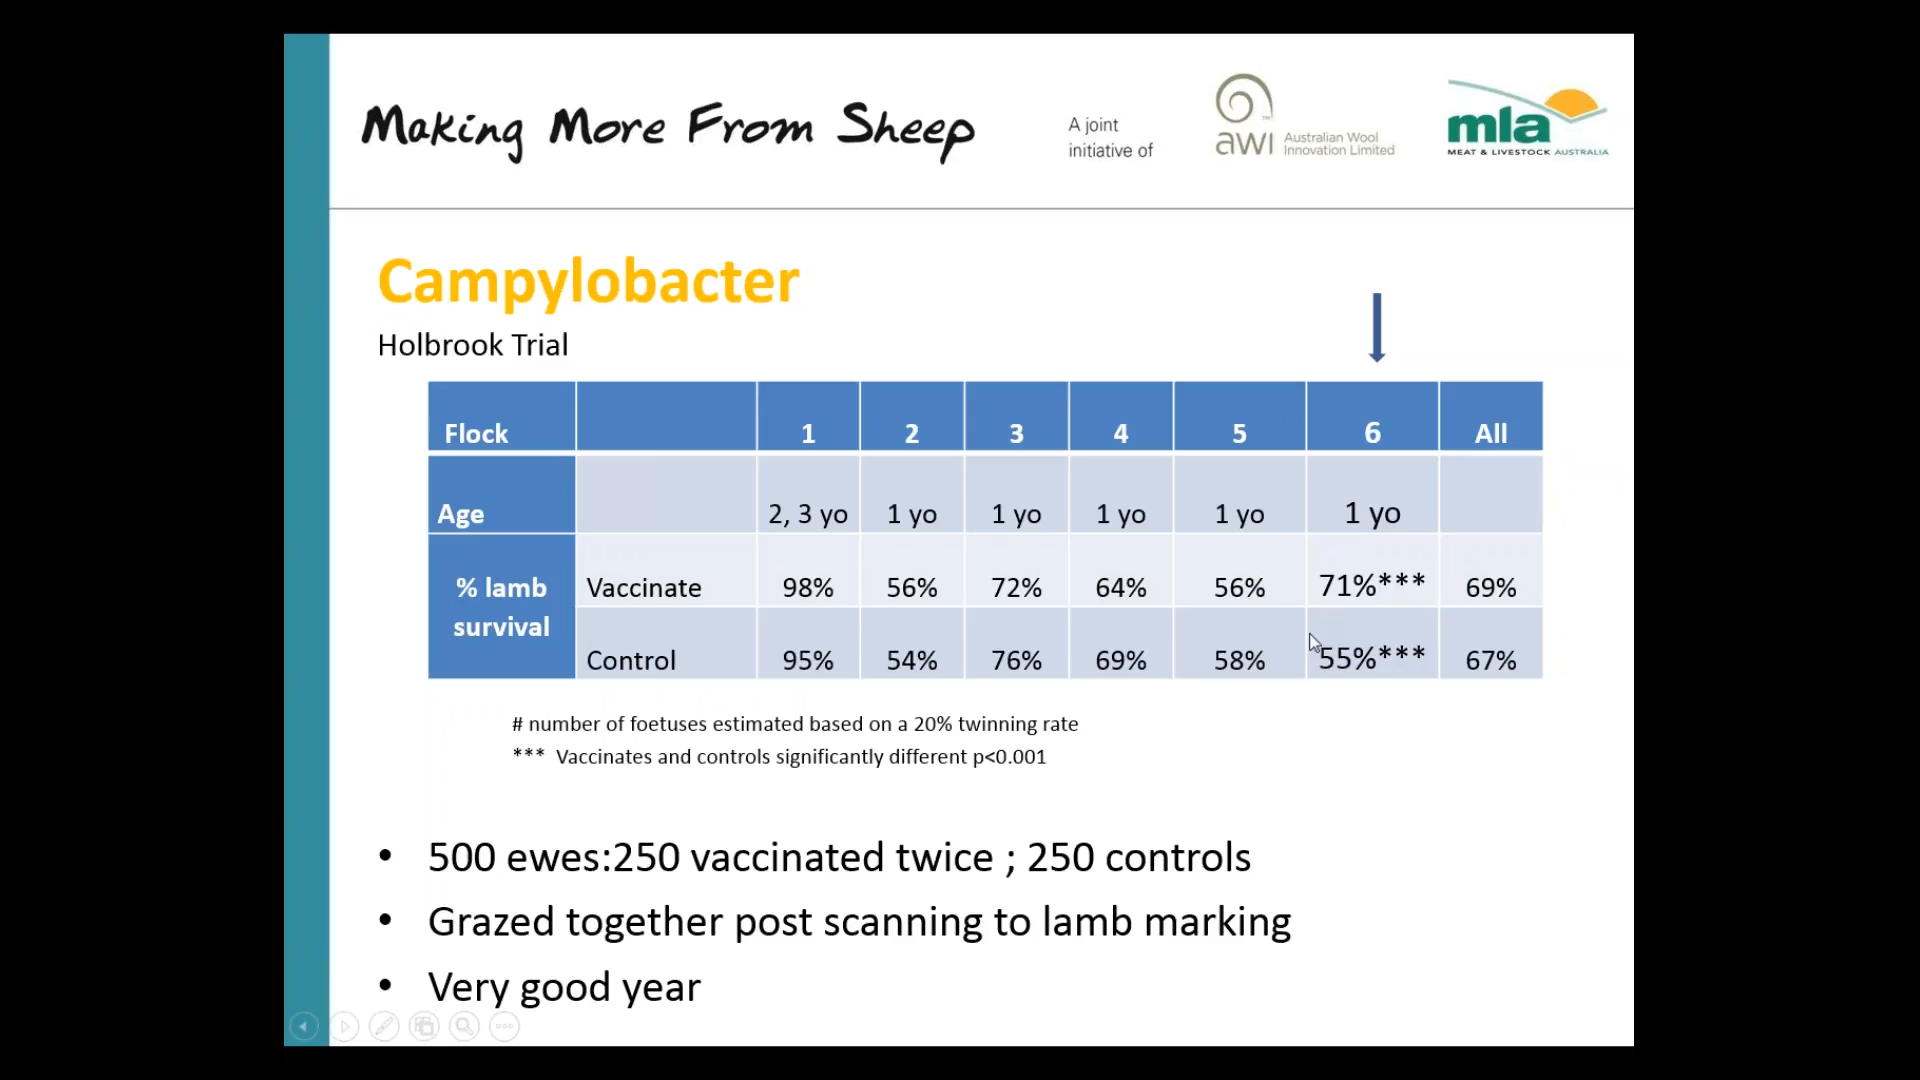 Making More From Sheep
A joint
initiative of
AWI
Australian Wool
Innovation Limited
mla
MEAT & LIVESTOCK AUSTRALIA
Campylobacter
Holbrook Trial
Flock 1 2 3 4 5 6 All
Age 2, 3 yo 1 yo 1 yo 1 yo 1 yo 1 yo
% lamb
survival
Vaccinate 98% 56% 72% 64% 56% 71%*** 69%
Control 95% 54% 76% 69% 58% 55%*** 67%
# number of foetuses estimated based on a 20% twinning rate
*** Vaccinates and controls significantly different p<0.001
• 500 ewes:250 vaccinated twice ; 250 controls
• Grazed together post scanning to lamb marking
• Very good year